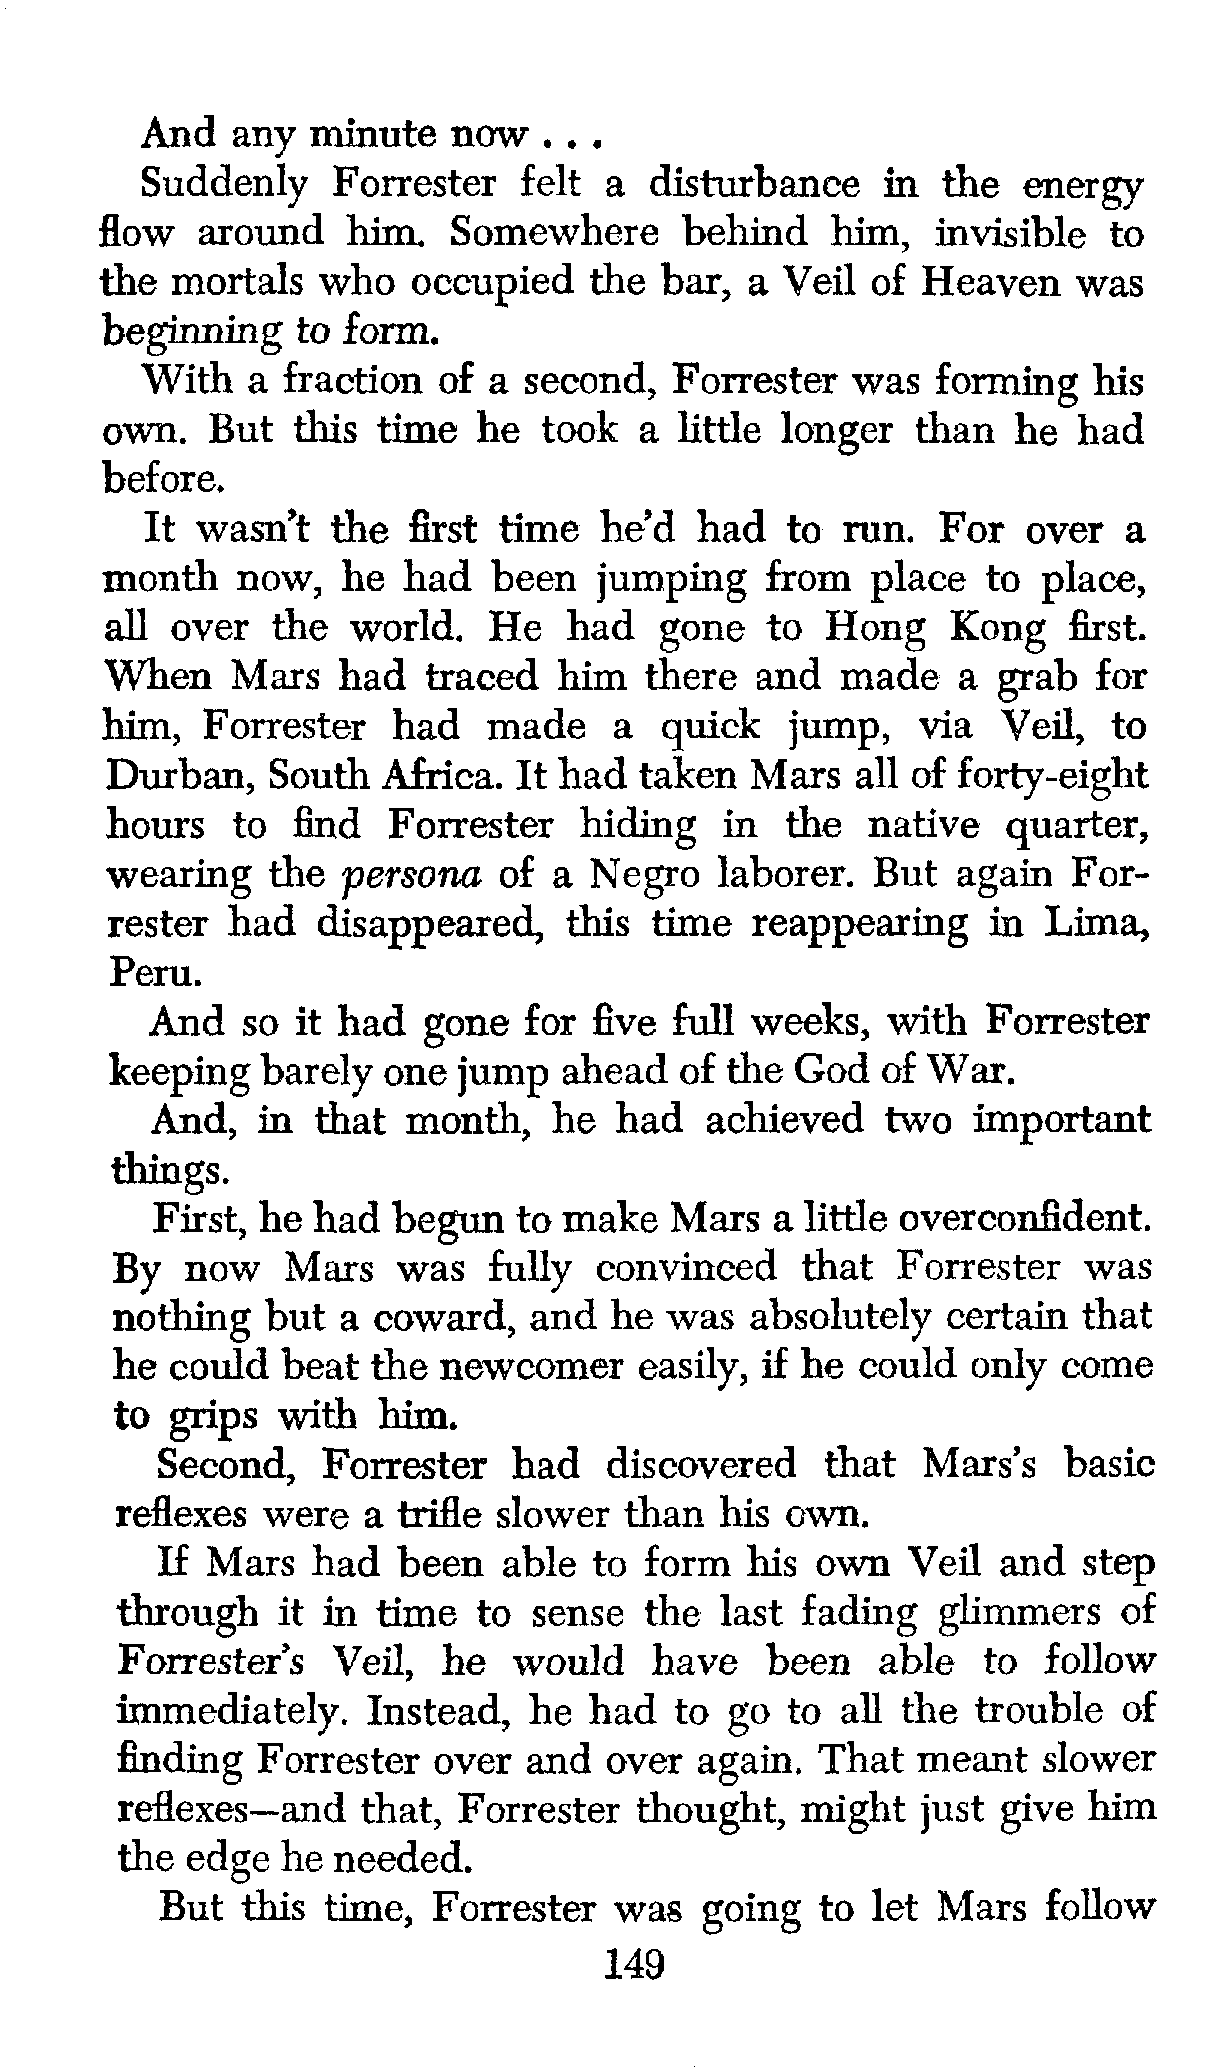 And any minute now . . .
Suddenly Forrester felt a disturbance in the energy
flow around him. Somewhere behind him, invisible to
the mortals who occupied the bar, a Veil of Heaven was
beginning to form.
With a fraction of a second, Forrester was forming his
own. But this time he took a little longer than he had
before.
It wasn't the first time he'd had to run. For over a
month now, he had been jumping from place to place,
all over the world. He had gone to Hong Kong first.
When Mars had traced him there and made a grab for
him, Forrester had made a quick jump, via Veil, to
Durban, South Africa. It had taken Mars all of forty-eight
hours to find Forrester hiding in the native quarter,
wearing the persona of a Negro laborer. But again For-
rester had disappeared, this time reappearing in Lima,
Peru.
And so it had gone for five full weeks, with Forrester
keeping barely one jump ahead of the God of War.
And, in that month, he had achieved two important
things.
First, he had begun to make Mars a little overconfident.
By now Mars was fully convinced that Forrester was
nothing but a coward, and he was absolutely certain that
he could beat the newcomer easily, if he could only come
to grips with him.
Second, Forrester had discovered that Mars's basic
reflexes were a trifle slower than his own.
If Mars had been able to form his own Veil and step
through it in time to sense the last fading glimmers of
Forrester's Veil, he would have been able to follow
immediately. Instead, he had to go to all the trouble of
finding Forrester over and over again. That meant slower
reflexes—and that, Forrester thought, might just give him
the edge he needed.
But this time, Forrester was going to let Mars follow
149